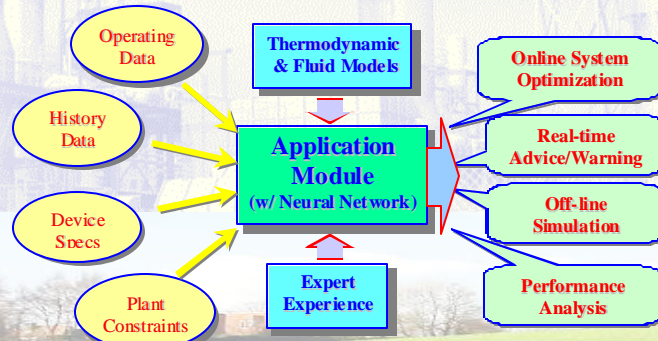 Operating
Data
History
Data
Device
Specs
Plant
Constraints
Thermodynamic
& Fluid Models
Application
Module
(w/ Neural Network)
Expert
Experience
Online System
Optimization
Real-time
Advice/Warning
Off-line
Simulation
Performance
Analysis